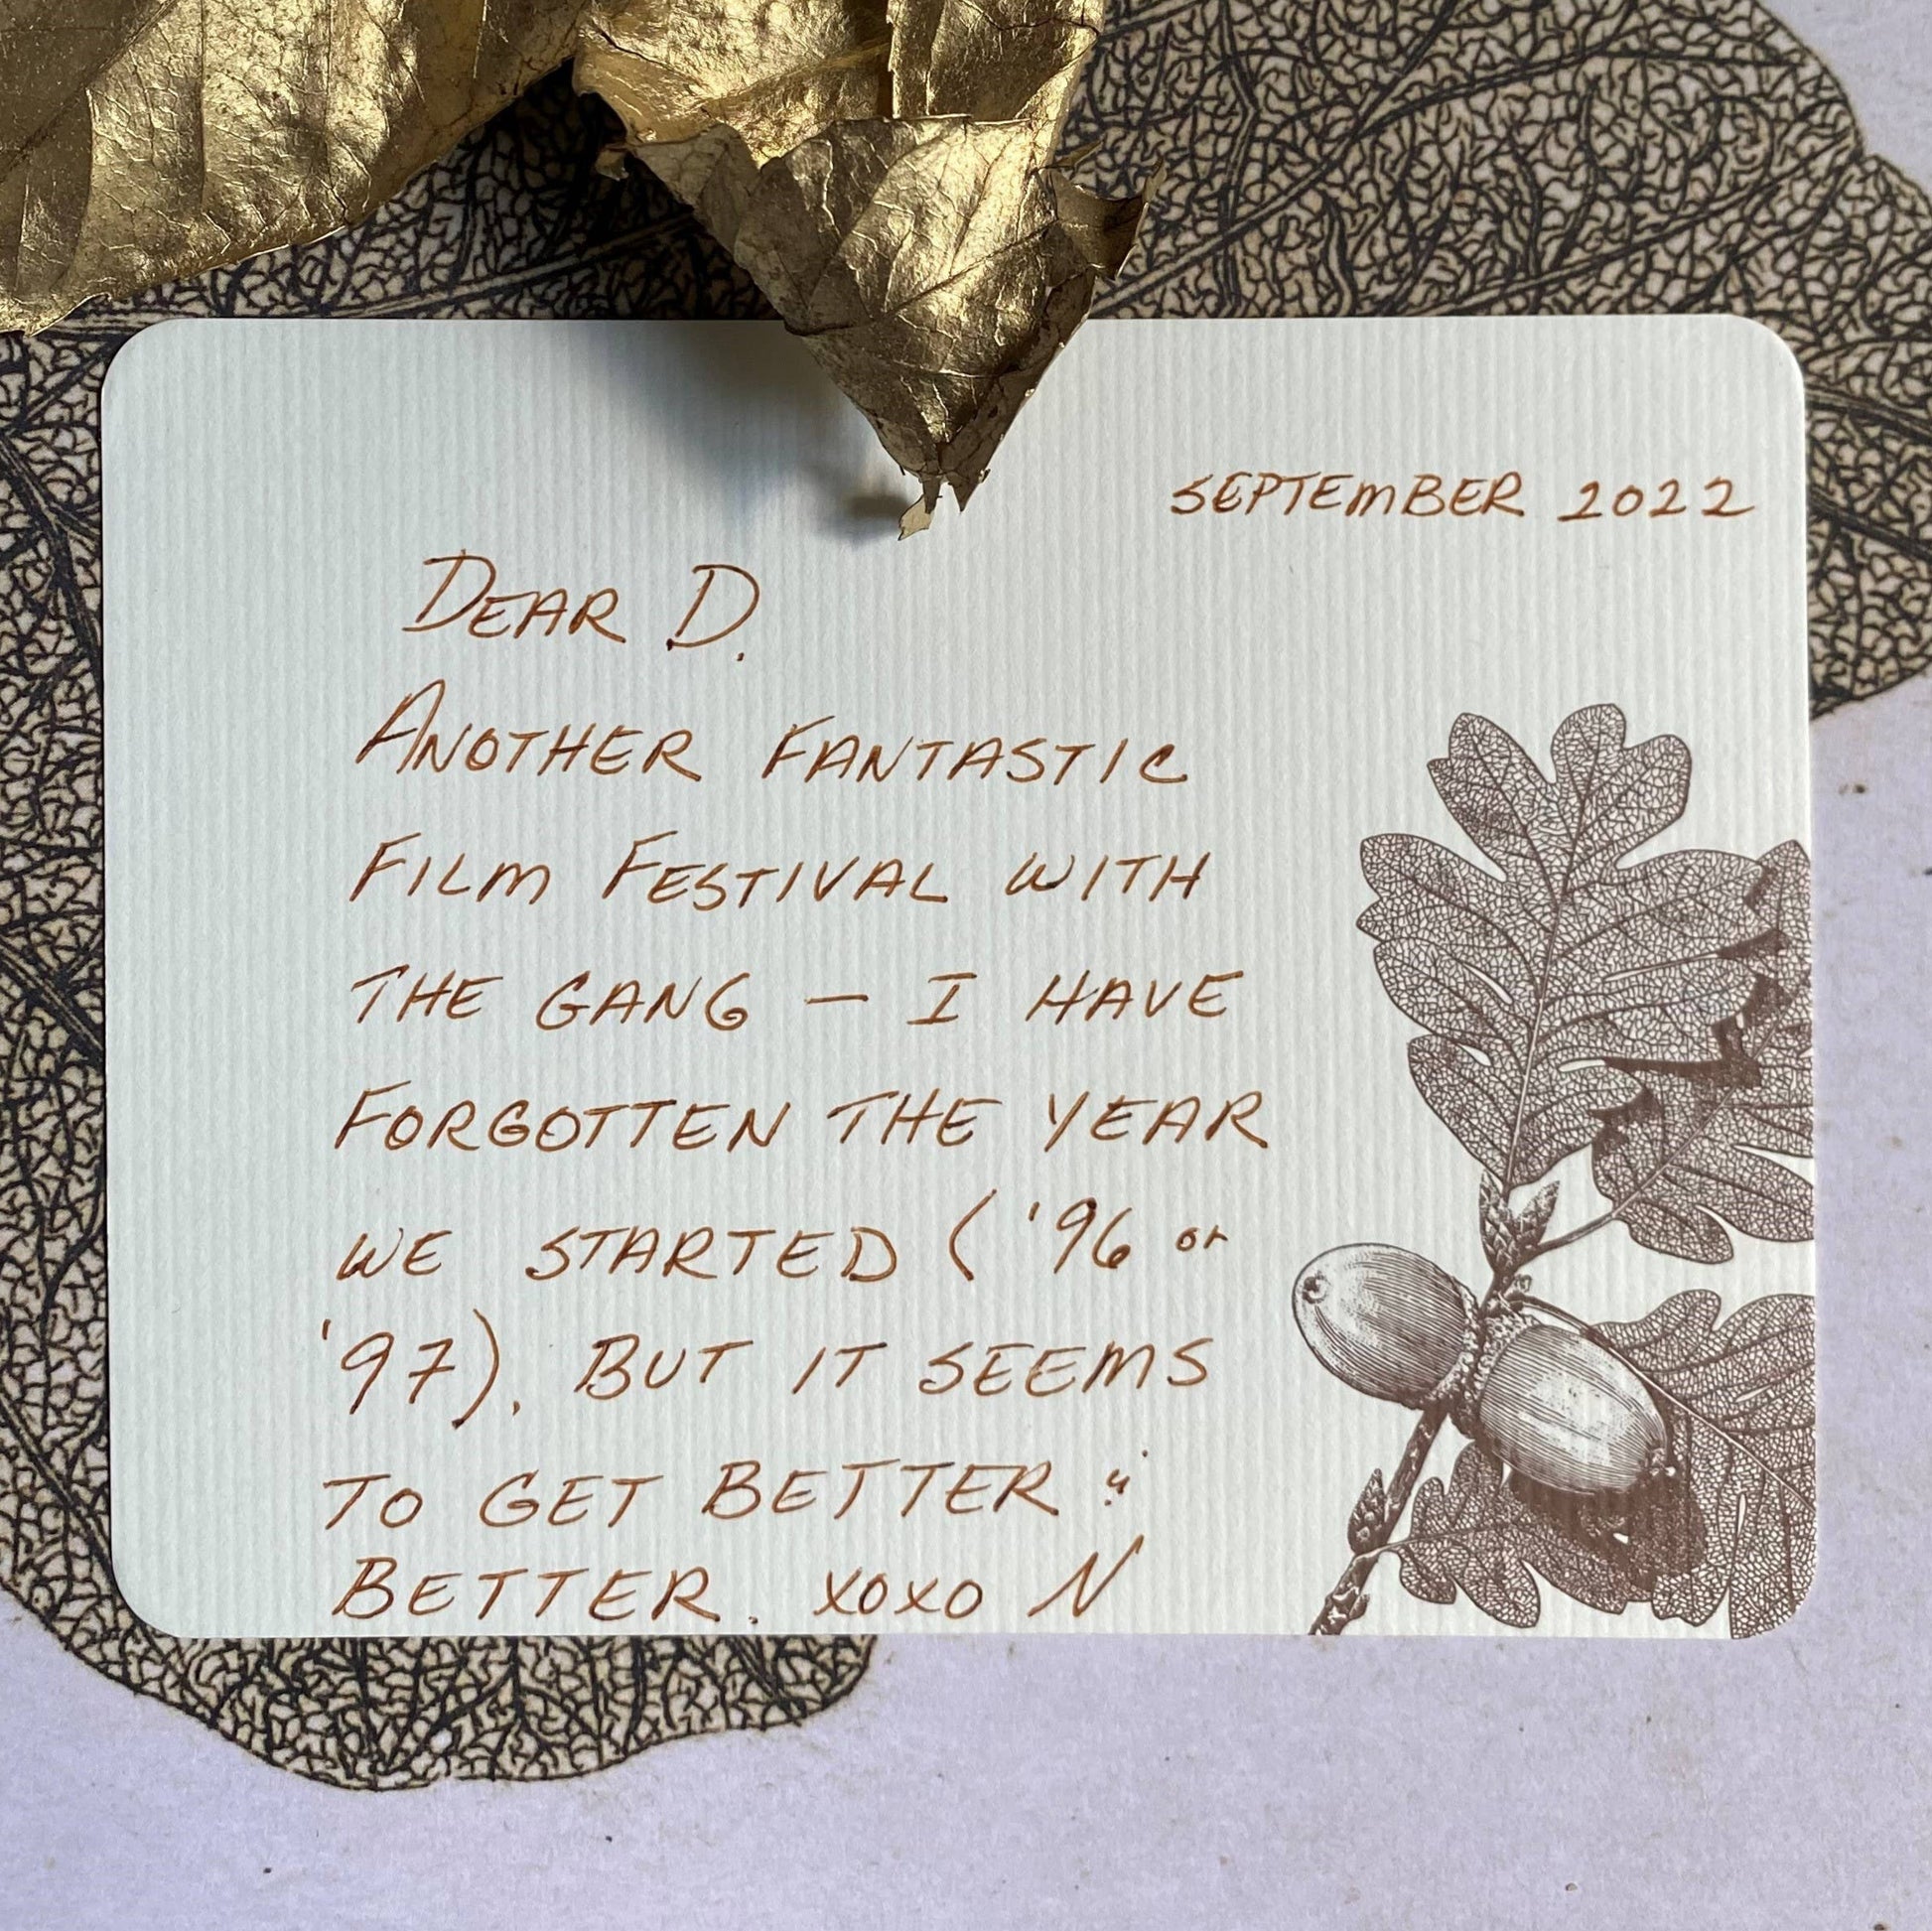 SEPTEMBER 2022
DEAR D.
ANOTHER FANTASTIC
FILM FESTIVAL WITH
THE GANG — I HAVE
FORGOTTEN THE YEAR
WE STARTED ('96 or
'97). BUT IT SEEMS
TO GET BETTER &
BETTER. XOXO N